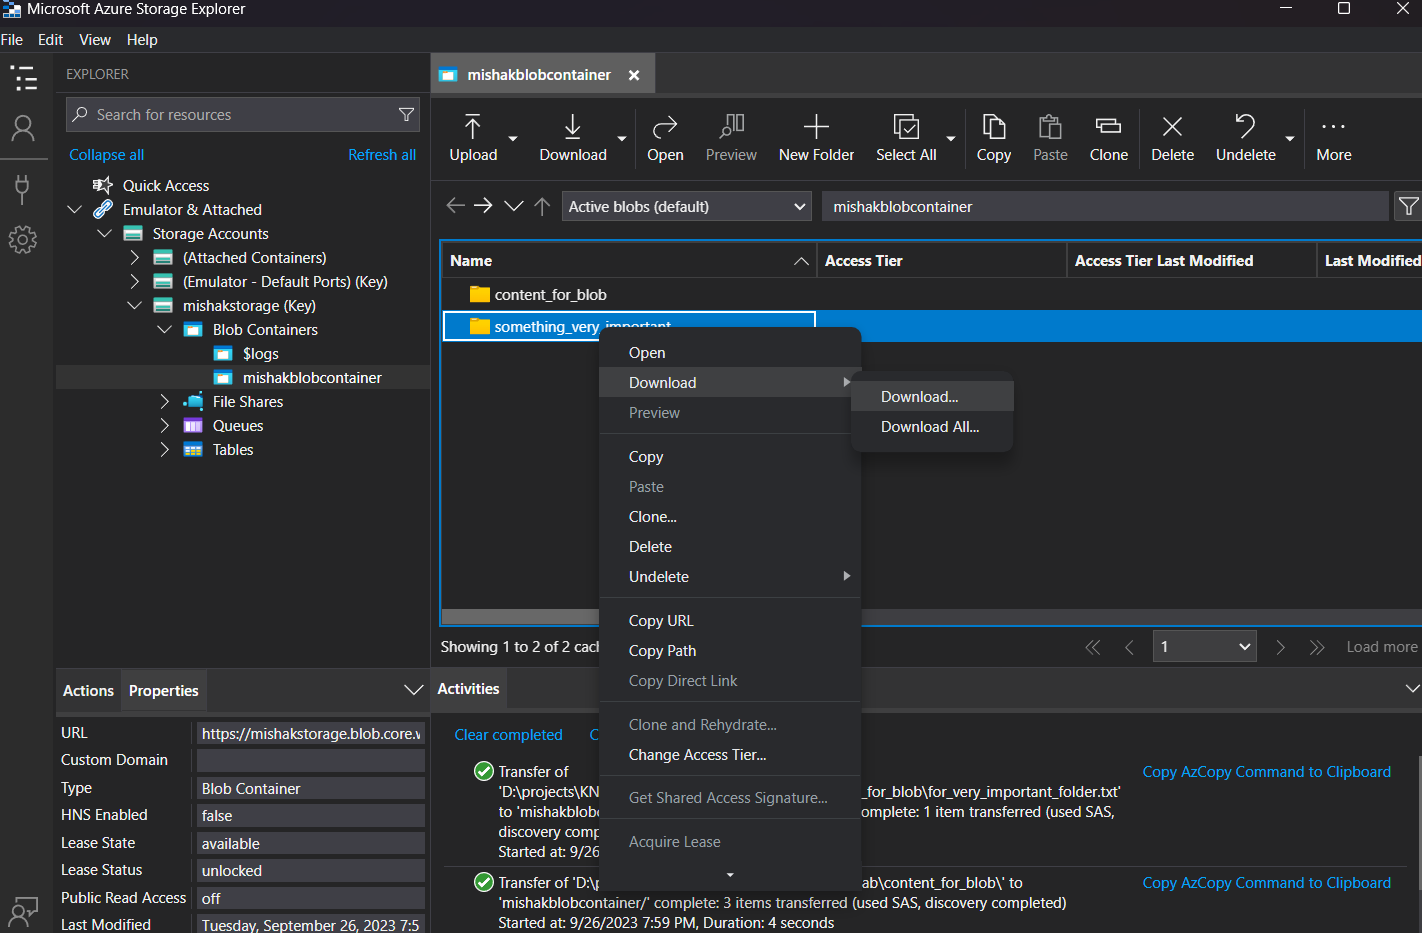 Microsoft Azure Storage Explorer
File Edit View Help
EXPLORER
Search for resources
Collapse all Refresh all
Quick Access
Emulator & Attached
Storage Accounts
(Attached Containers)
(Emulator - Default Ports) (Key)
mishakstorage (Key)
Blob Containers
$logs
mishakblobcontainer
File Shares
Queues
Tables
Actions Properties
URL https://mishakstorage.blob.core.
Custom Domain
Type Blob Container
HNS Enabled false
Lease State available
Lease Status unlocked
Public Read Access off
Last Modified Tuesday, September 26, 2023 7:5
mishakblobcontainer
Upload Download Open Preview New Folder Select All Copy Paste Clone Delete Undelete More
Active blobs (default) mishakblobcontainer
Name Access Tier Access Tier Last Modified Last Modified
content_for_blob
something_very_important
Open
Download
Preview
Copy
Paste
Clone...
Delete
Undelete
Copy URL
Copy Path
Copy Direct Link
Clone and Rehydrate...
Change Access Tier...
Get Shared Access Signature...
Acquire Lease
Download...
Download All...
Showing 1 to 2 of 2 cach
1 Load more
Activities
Clear completed C
Transfer of Copy AzCopy Command to Clipboard
'D:\projects\KN _for_blob\for_very_important_folder.txt'
to 'mishakblob omplete: 1 item transferred (used SAS,
discovery comp
Started at: 9/26
Transfer of 'D:\p ab\content_for_blob\' to Copy AzCopy Command to Clipboard
'mishakblobcontainer/' complete: 3 items transferred (used SAS, discovery completed)
Started at: 9/26/2023 7:59 PM, Duration: 4 seconds